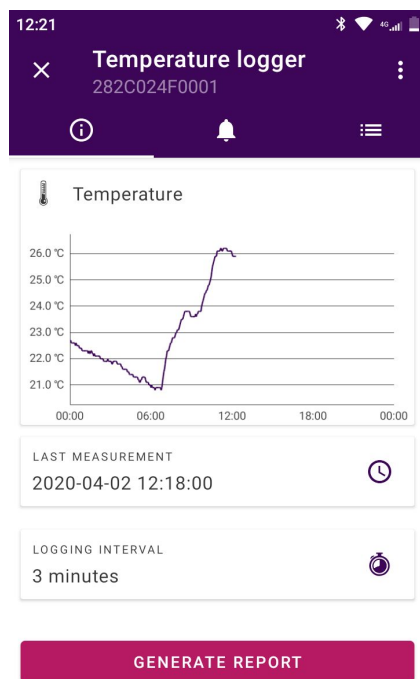 12:21
4G
Temperature logger
282C024F0001
Temperature
26.0 °C
25.0 °C
24.0 °C
23.0 °C
22.0 °C
21.0 °C
00:00 06:00 12:00 18:00 00:00
LAST MEASUREMENT
2020-04-02 12:18:00
LOGGING INTERVAL
3 minutes
GENERATE REPORT